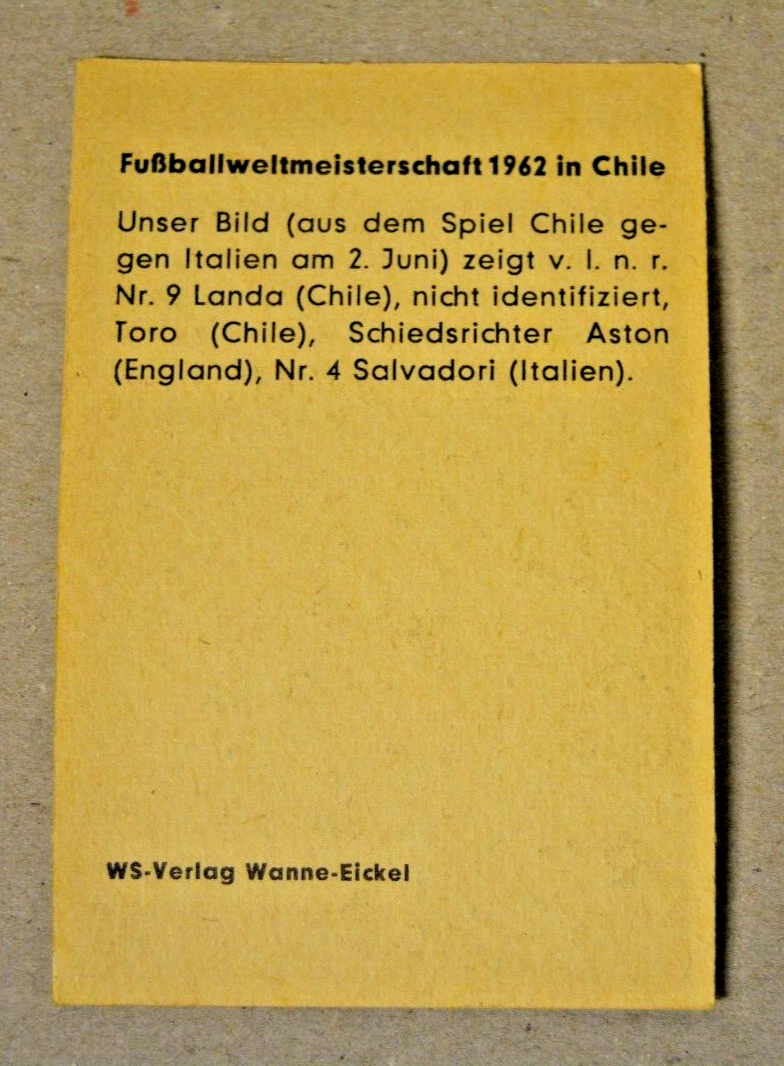 Fußballweltmeisterschaft 1962 in Chile
Unser Bild (aus dem Spiel Chile ge-
gen Italien am 2. Juni) zeigt v. l. n. r.
Nr. 9 Landa (Chile), nicht identifiziert,
Toro (Chile), Schiedsrichter Aston
(England), Nr. 4 Salvadori (Italien).
WS-Verlag Wanne-Eickel